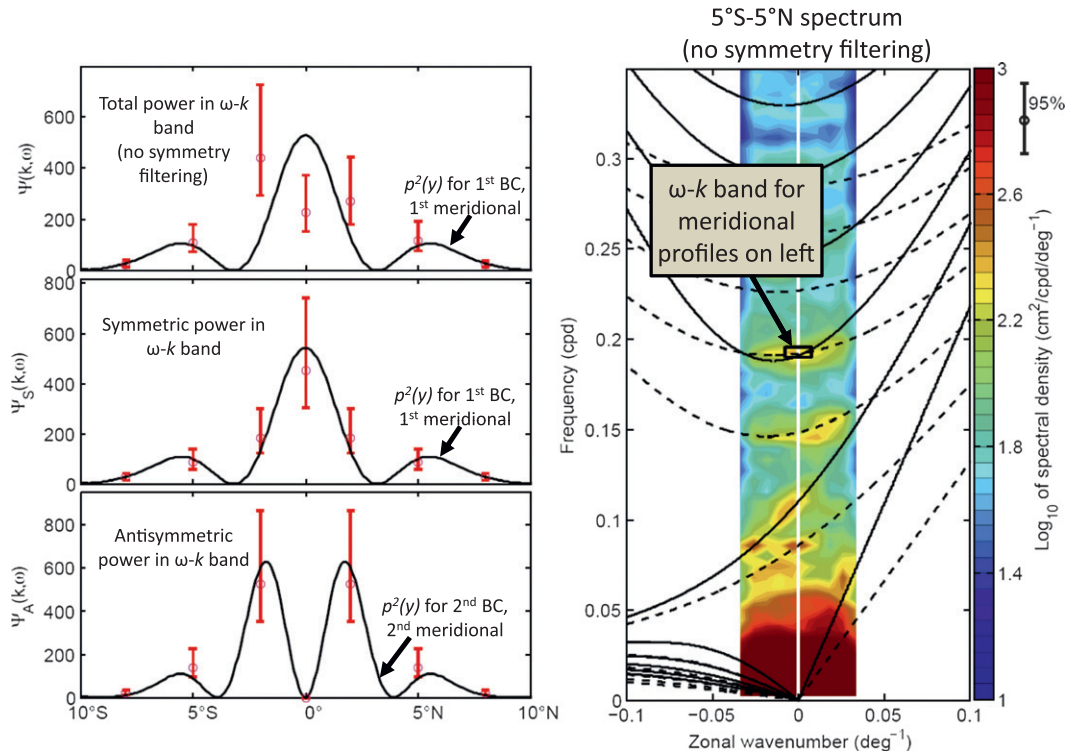 5°S-5°N spectrum
(no symmetry filtering)
Ψ(k,ω)
600
400
200
0
Total power in ω-k
band
(no symmetry
filtering)
p²(y) for 1st BC,
1st meridional
ΨS(k,ω)
800
600
400
200
0
Symmetric power in
ω-k band
p²(y) for 1st BC,
1st meridional
ΨA(k,ω)
800
600
400
200
0
Antisymmetric
power in ω-k band
p²(y) for 2nd BC,
2nd meridional
10°S
5°S
0°
5°N
10°N
Frequency (cpd)
0.3
0.25
0.2
0.15
0.1
0.05
0
ω-k band for
meridional
profiles on left
-0.1
-0.05
0
0.05
0.1
Zonal wavenumber (deg⁻¹)
3
2.6
2.2
1.8
1.4
1
Log10 of spectral density (cm²/cpd/deg⁻¹)
95%